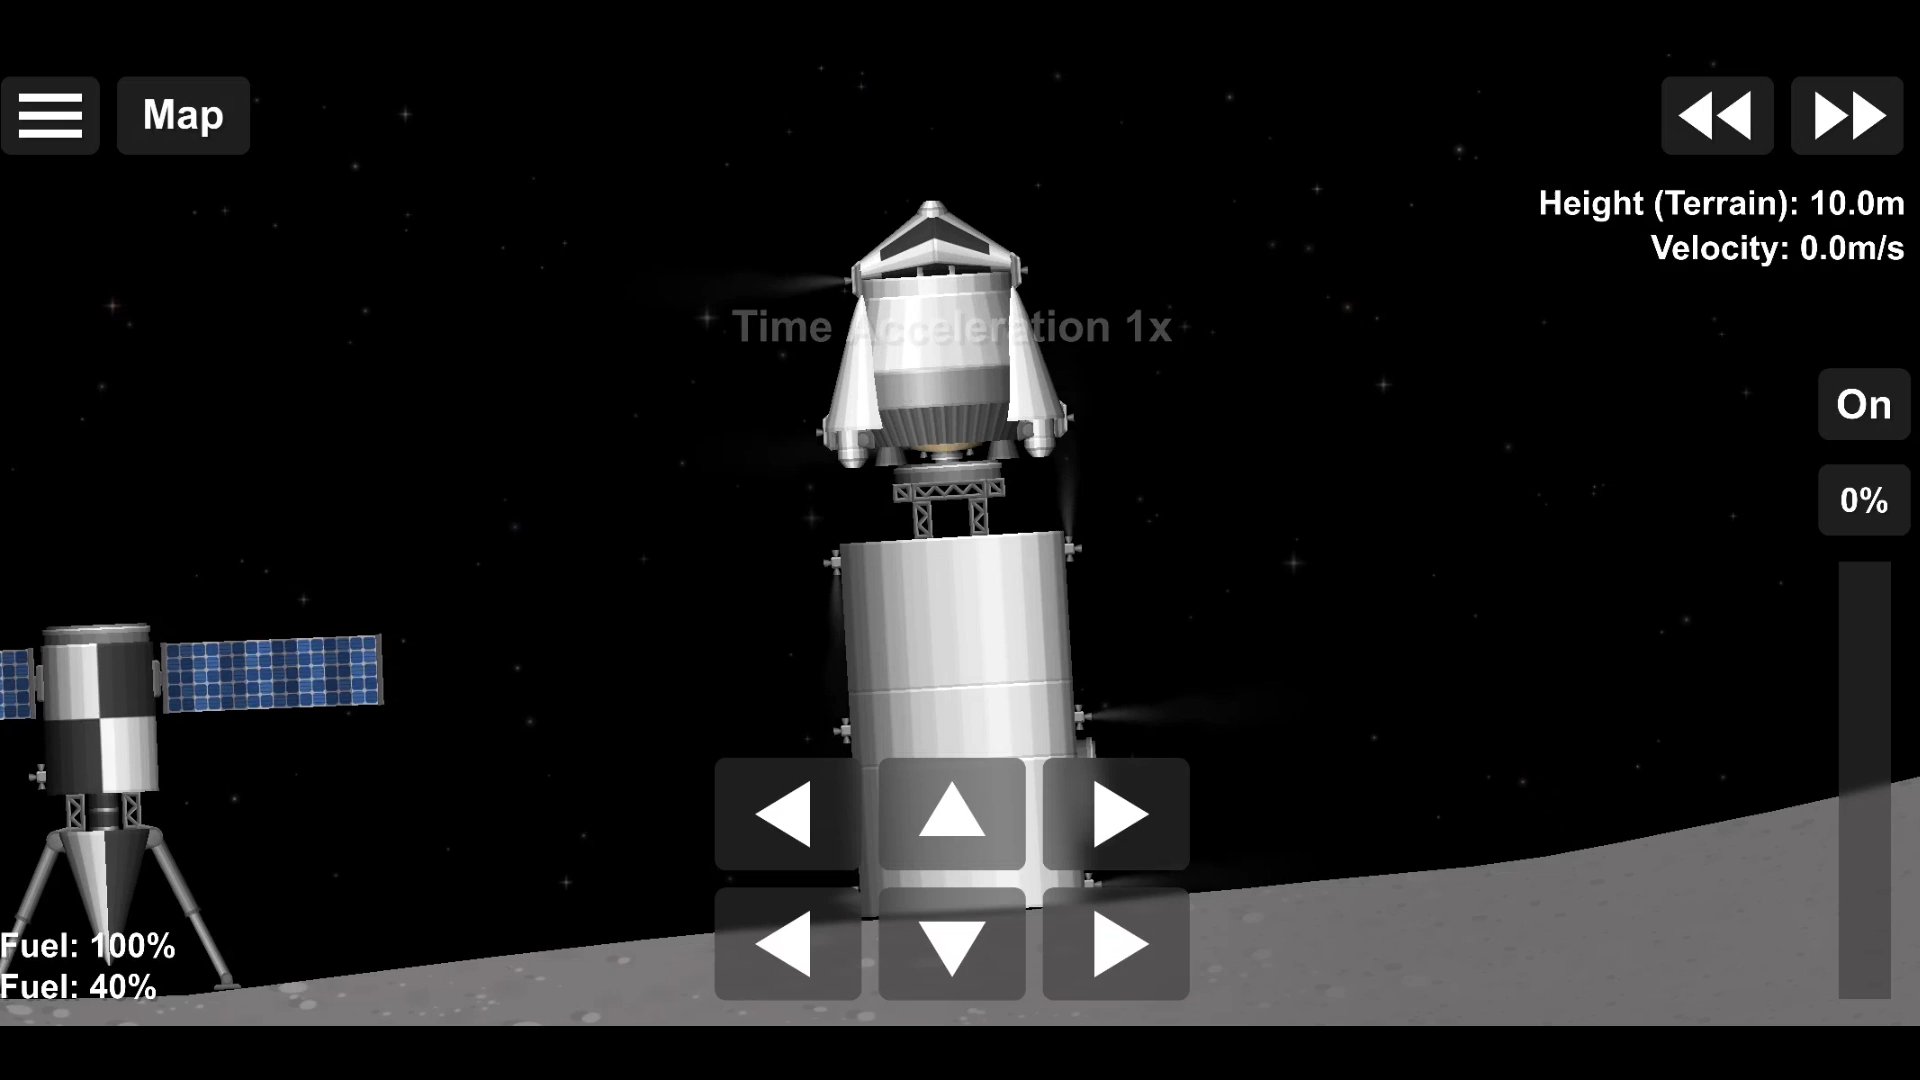 Map
Height (Terrain): 10.0m
Velocity: 0.0m/s
Time Acceleration 1x
On
0%
Fuel: 100%
Fuel: 40%